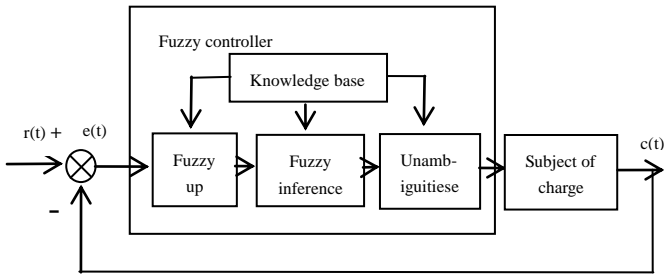 Fuzzy controller
Knowledge base
r(t) + e(t)
c(t)
Fuzzy
up
Fuzzy
inference
Unamb-
iguitiese
Subject of
charge
−